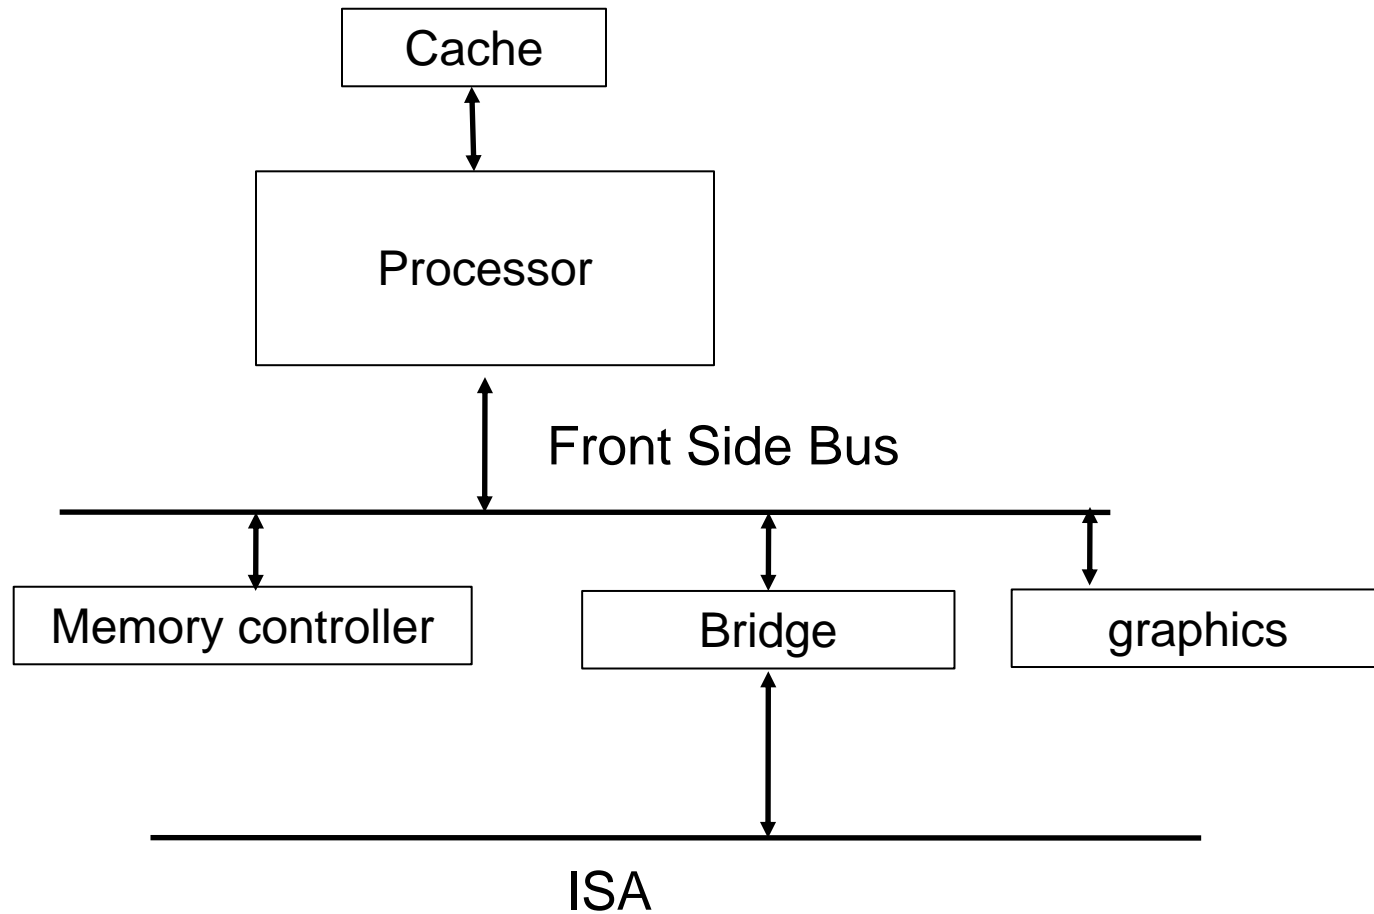 Cache
Processor
Front Side Bus
Memory controller
Bridge
graphics
ISA